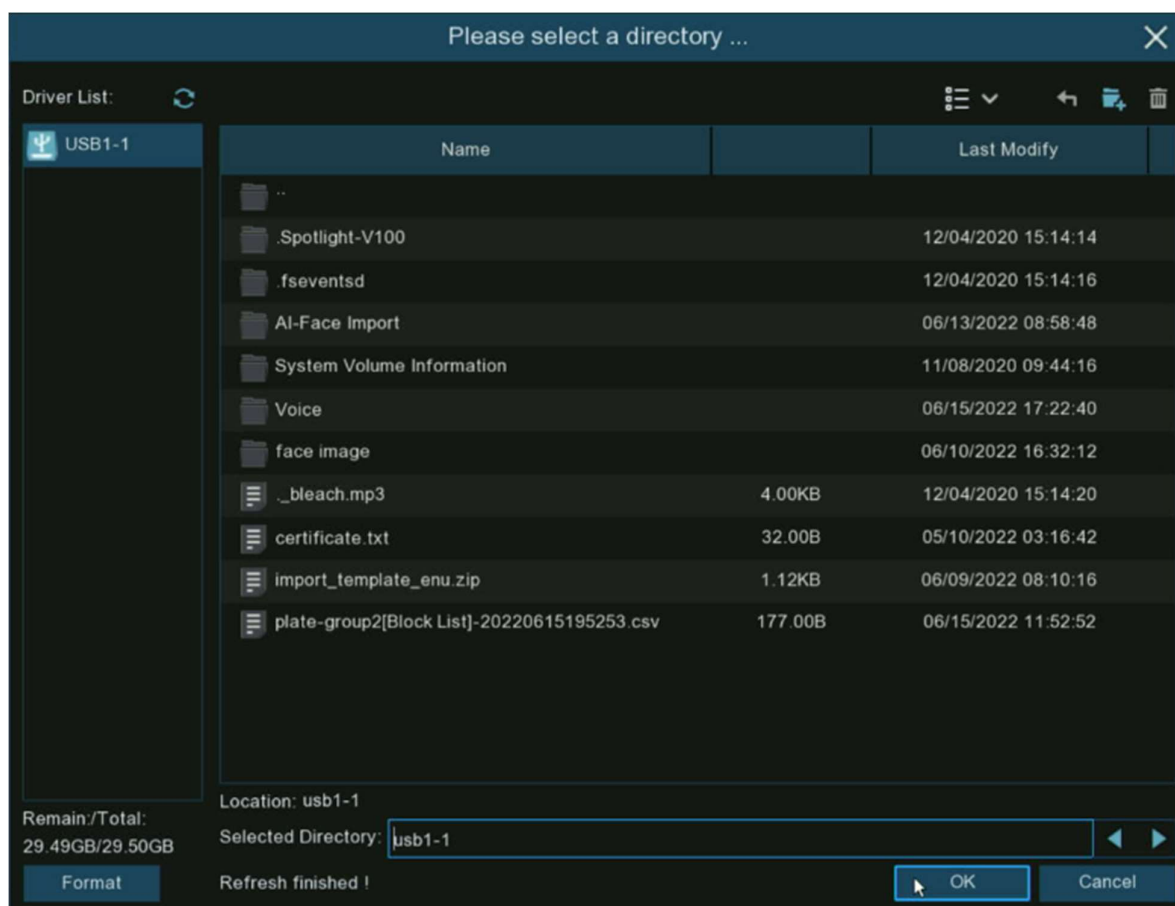 Please select a directory ...
Driver List:
USB1-1
Name Last Modify
..
.Spotlight-V100 12/04/2020 15:14:14
.fseventsd 12/04/2020 15:14:16
AI-Face Import 06/13/2022 08:58:48
System Volume Information 11/08/2020 09:44:16
Voice 06/15/2022 17:22:40
face image 06/10/2022 16:32:12
._bleach.mp3 4.00KB 12/04/2020 15:14:20
certificate.txt 32.00B 05/10/2022 03:16:42
import_template_enu.zip 1.12KB 06/09/2022 08:10:16
plate-group2[Block List]-20220615195253.csv 177.00B 06/15/2022 11:52:52
Location: usb1-1
Remain:/Total:
29.49GB/29.50GB
Selected Directory: usb1-1
Format Refresh finished ! OK Cancel